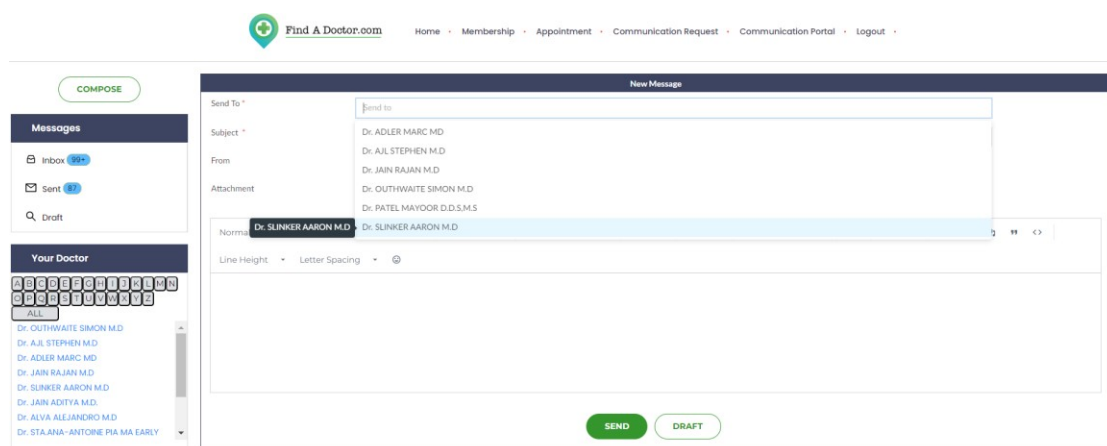 Find A Doctor.com
Home · Membership · Appointment · Communication Request · Communication Portal · Logout ·
COMPOSE
Messages
Inbox 99+
Sent 87
Draft
Your Doctor
A B C D E F G H I J K L M N
O P Q R S T U V W X Y Z
ALL
Dr. OUTHWAITE SIMON M.D
Dr. AJL STEPHEN M.D
Dr. ADLER MARC MD
Dr. JAIN RAJAN M.D
Dr. SLINKER AARON M.D
Dr. JAIN ADITYA M.D.
Dr. ALVA ALEJANDRO M.D
Dr. STA.ANA-ANTOINE PIA MA EARLY
New Message
Send To *
Send to
Subject *
From
Attachment
Dr. ADLER MARC MD
Dr. AJL STEPHEN M.D
Dr. JAIN RAJAN M.D
Dr. OUTHWAITE SIMON M.D
Dr. PATEL MAYOOR D.D.S,M.S
Dr. SLINKER AARON M.D
Dr. SLINKER AARON M.D
Line Height Letter Spacing
SEND DRAFT